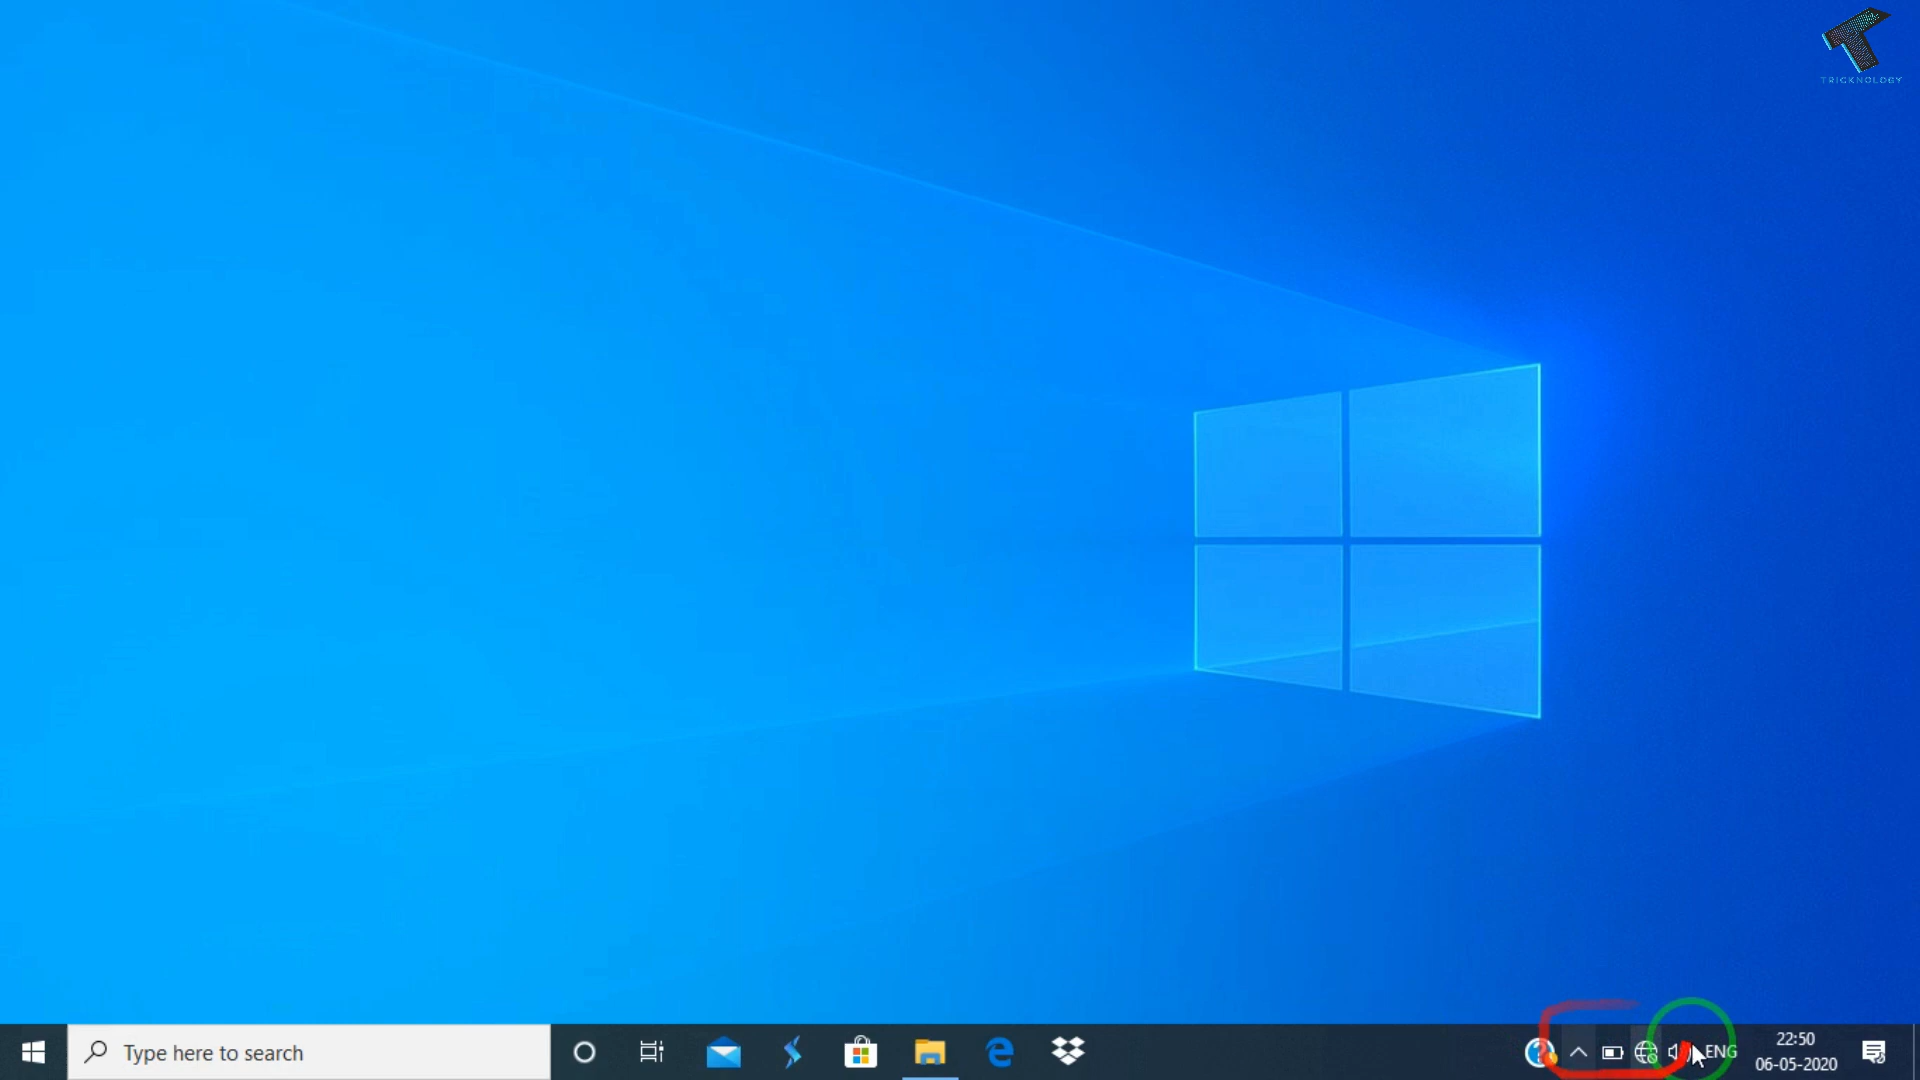 TRICKNOLOGY
Type here to search
ENG
22:50
06-05-2020